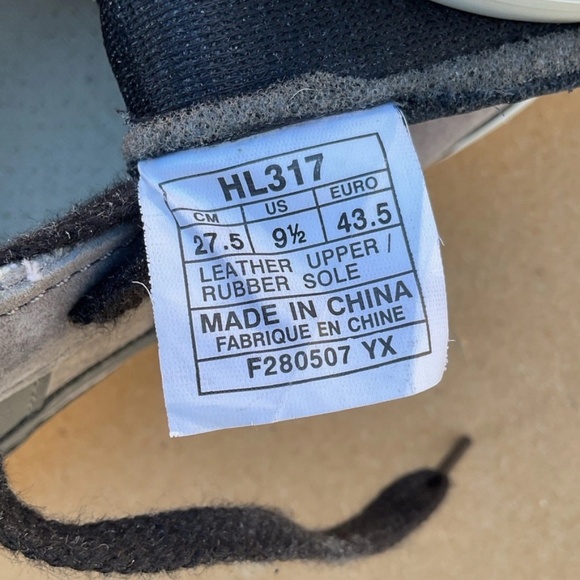 HL317
CM US EURO
27.5 9½ 43.5
LEATHER UPPER /
RUBBER SOLE
MADE IN CHINA
FABRIQUE EN CHINE
F280507 YX